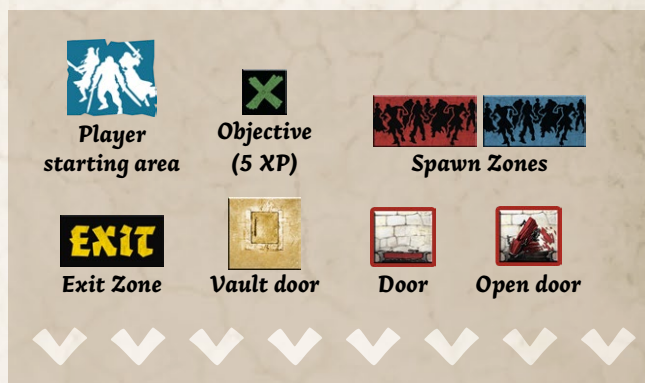 Player
starting area
Objective
(5 XP)
Spawn Zones
EXIT
Exit Zone
Vault door
Door
Open door